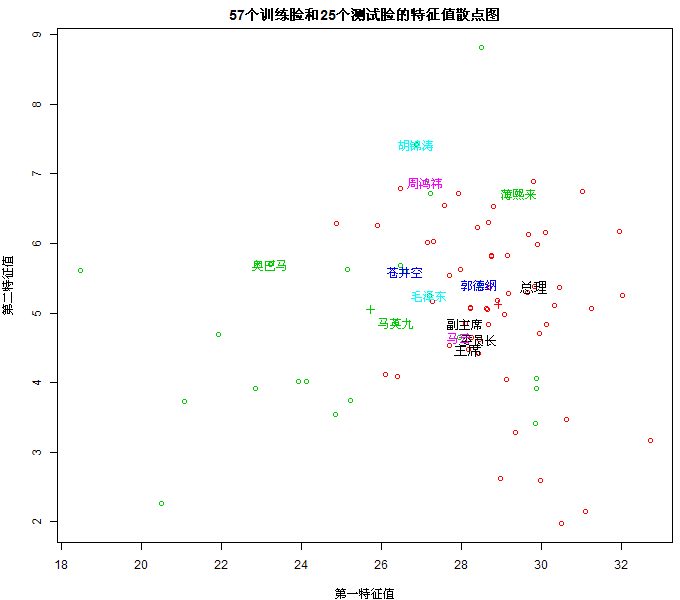 57个训练脸和25个测试脸的特征值散点图
9
8
7
6
5
4
3
2
第二特征值
胡锦涛
周鸿祎
薄熙来
奥巴马
苍井空
郭德纲
总理
毛泽东
马英九
副主席
委员长
主席
18
20
22
24
26
28
30
32
第一特征值